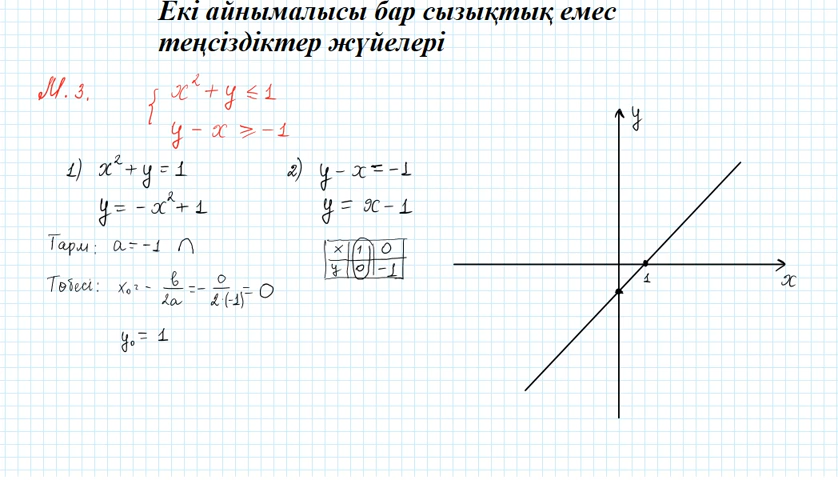 Екі айнымалысы бар сызықтық емес
теңсіздіктер жүйелері
М. 3.
{ x² + y ≤ 1
y - x ≥ -1
1) x² + y = 1
y = -x² + 1
Тарм: a = -1 ∩
Төбесі: x₀ = - b/2a = - 0/2·(-1) = 0
y₀ = 1
2) y - x = -1
y = x - 1
x | 1 | 0
y | 0 | -1
y
1
x